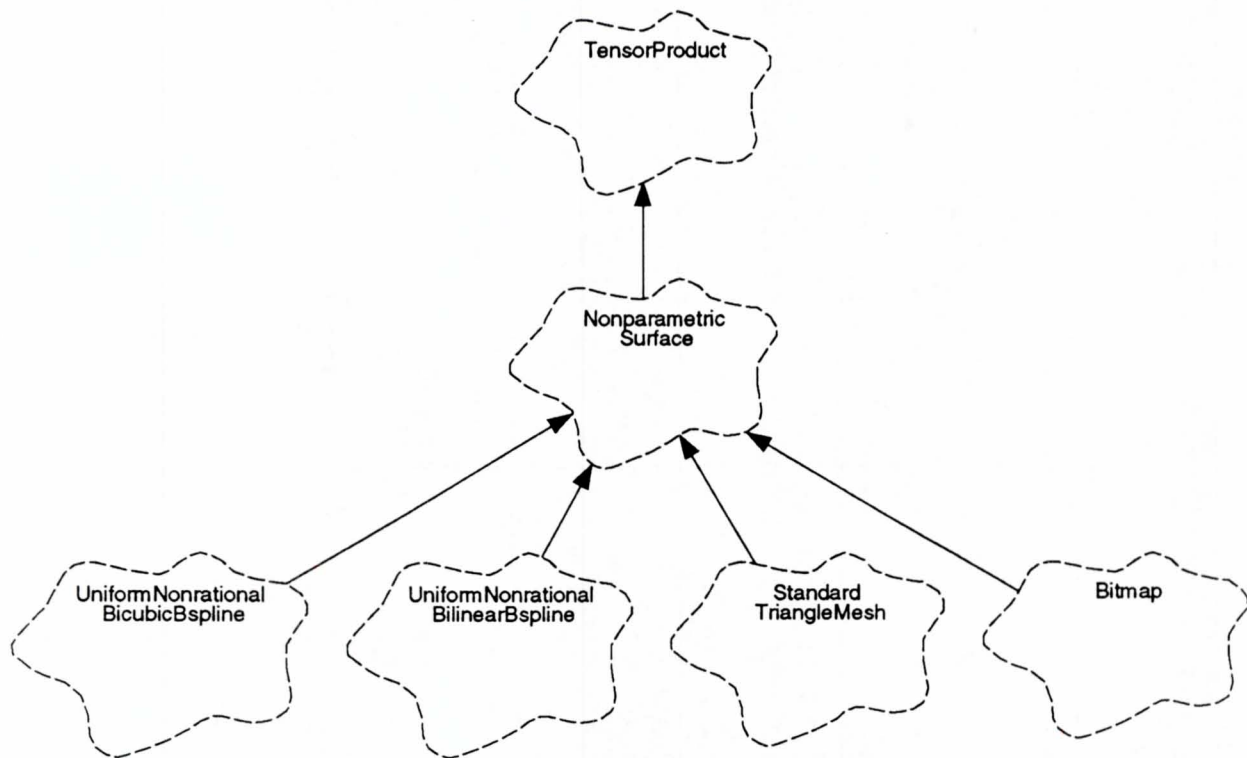 TensorProduct
Nonparametric
Surface
UniformNonrational
BicubicBspline
UniformNonrational
BilinearBspline
Standard
TriangleMesh
Bitmap